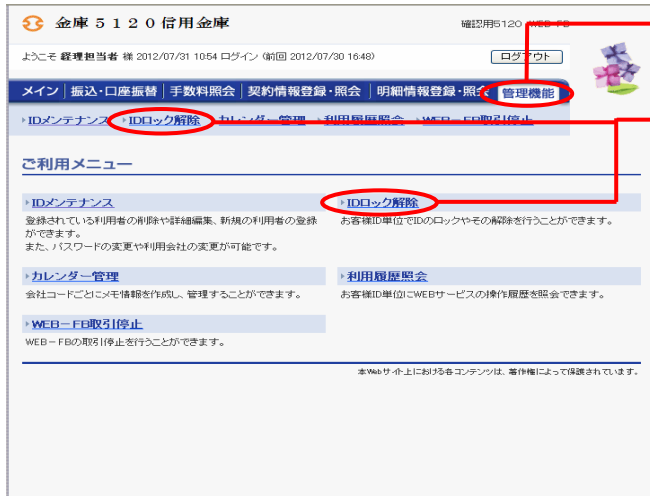 金庫５１２０信用金庫
確認用5120 WEB-FB
ようこそ 経理担当者 様 2012/07/31 10:54 ログイン (前回 2012/07/30 16:48)
ログアウト
メイン 振込・口座振替 手数料照会 契約情報登録・照会 明細情報登録・照会 管理機能
IDメンテナンス IDロック解除 カレンダー管理 利用履歴照会 WEB－FB取引停止
ご利用メニュー
IDメンテナンス
登録されている利用者の削除や詳細編集、新規の利用者の登録
ができます。
また、パスワードの変更や利用会社の変更が可能です。
IDロック解除
お客様ID単位でIDのロックやその解除を行うことができます。
カレンダー管理
会社コードごとにメモ情報を作成し、管理することができます。
利用履歴照会
お客様ID単位にWEBサービスの操作履歴を照会できます。
WEB－FB取引停止
WEB－FBの取引停止を行うことができます。
本Webサイト上における各コンテンツは、著作権によって保護されています。